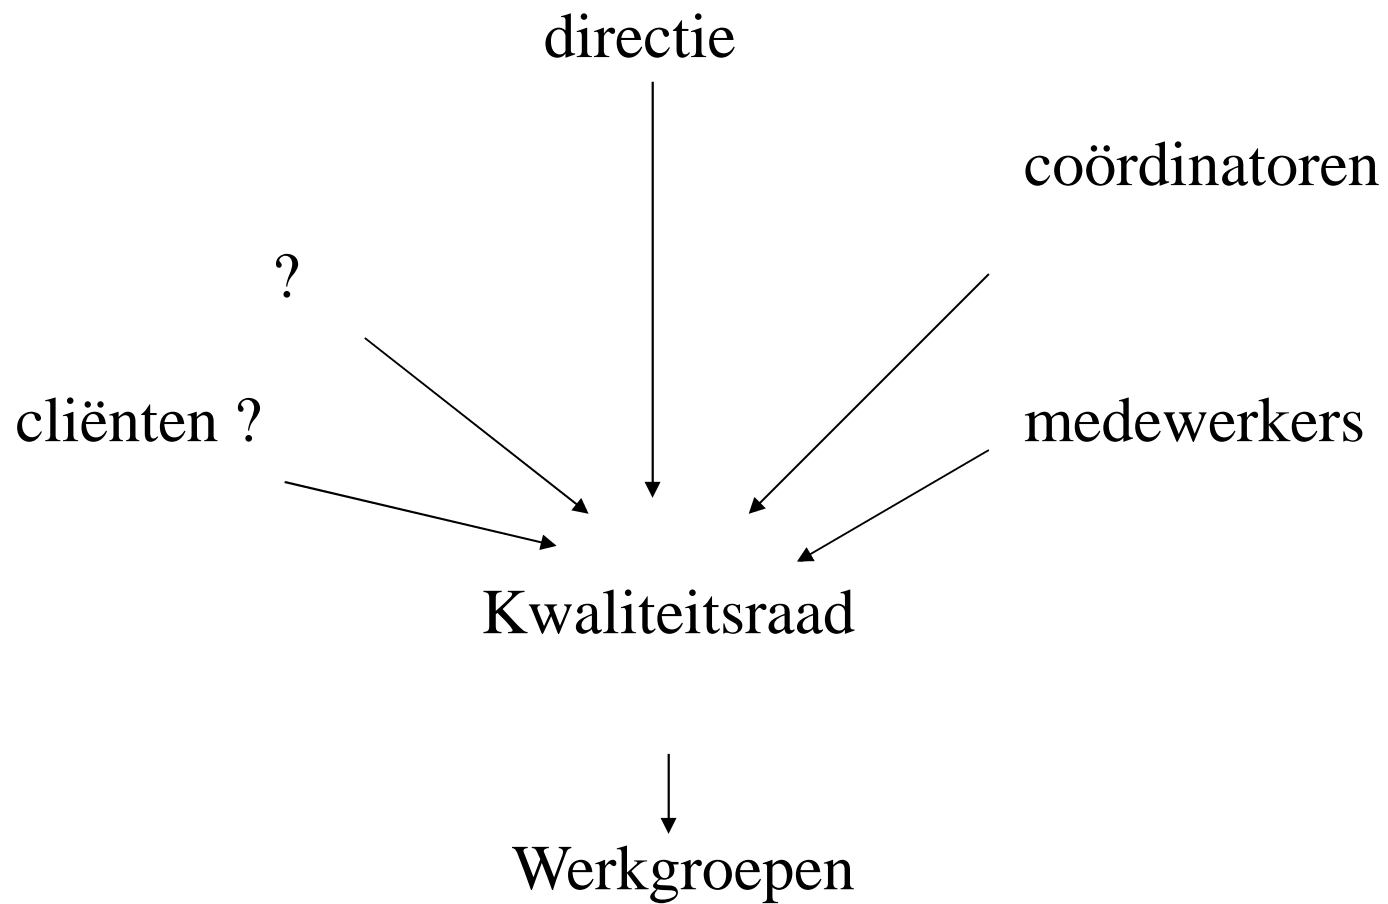 directie
coördinatoren
?
cliënten ?
medewerkers
Kwaliteitsraad
Werkgroepen